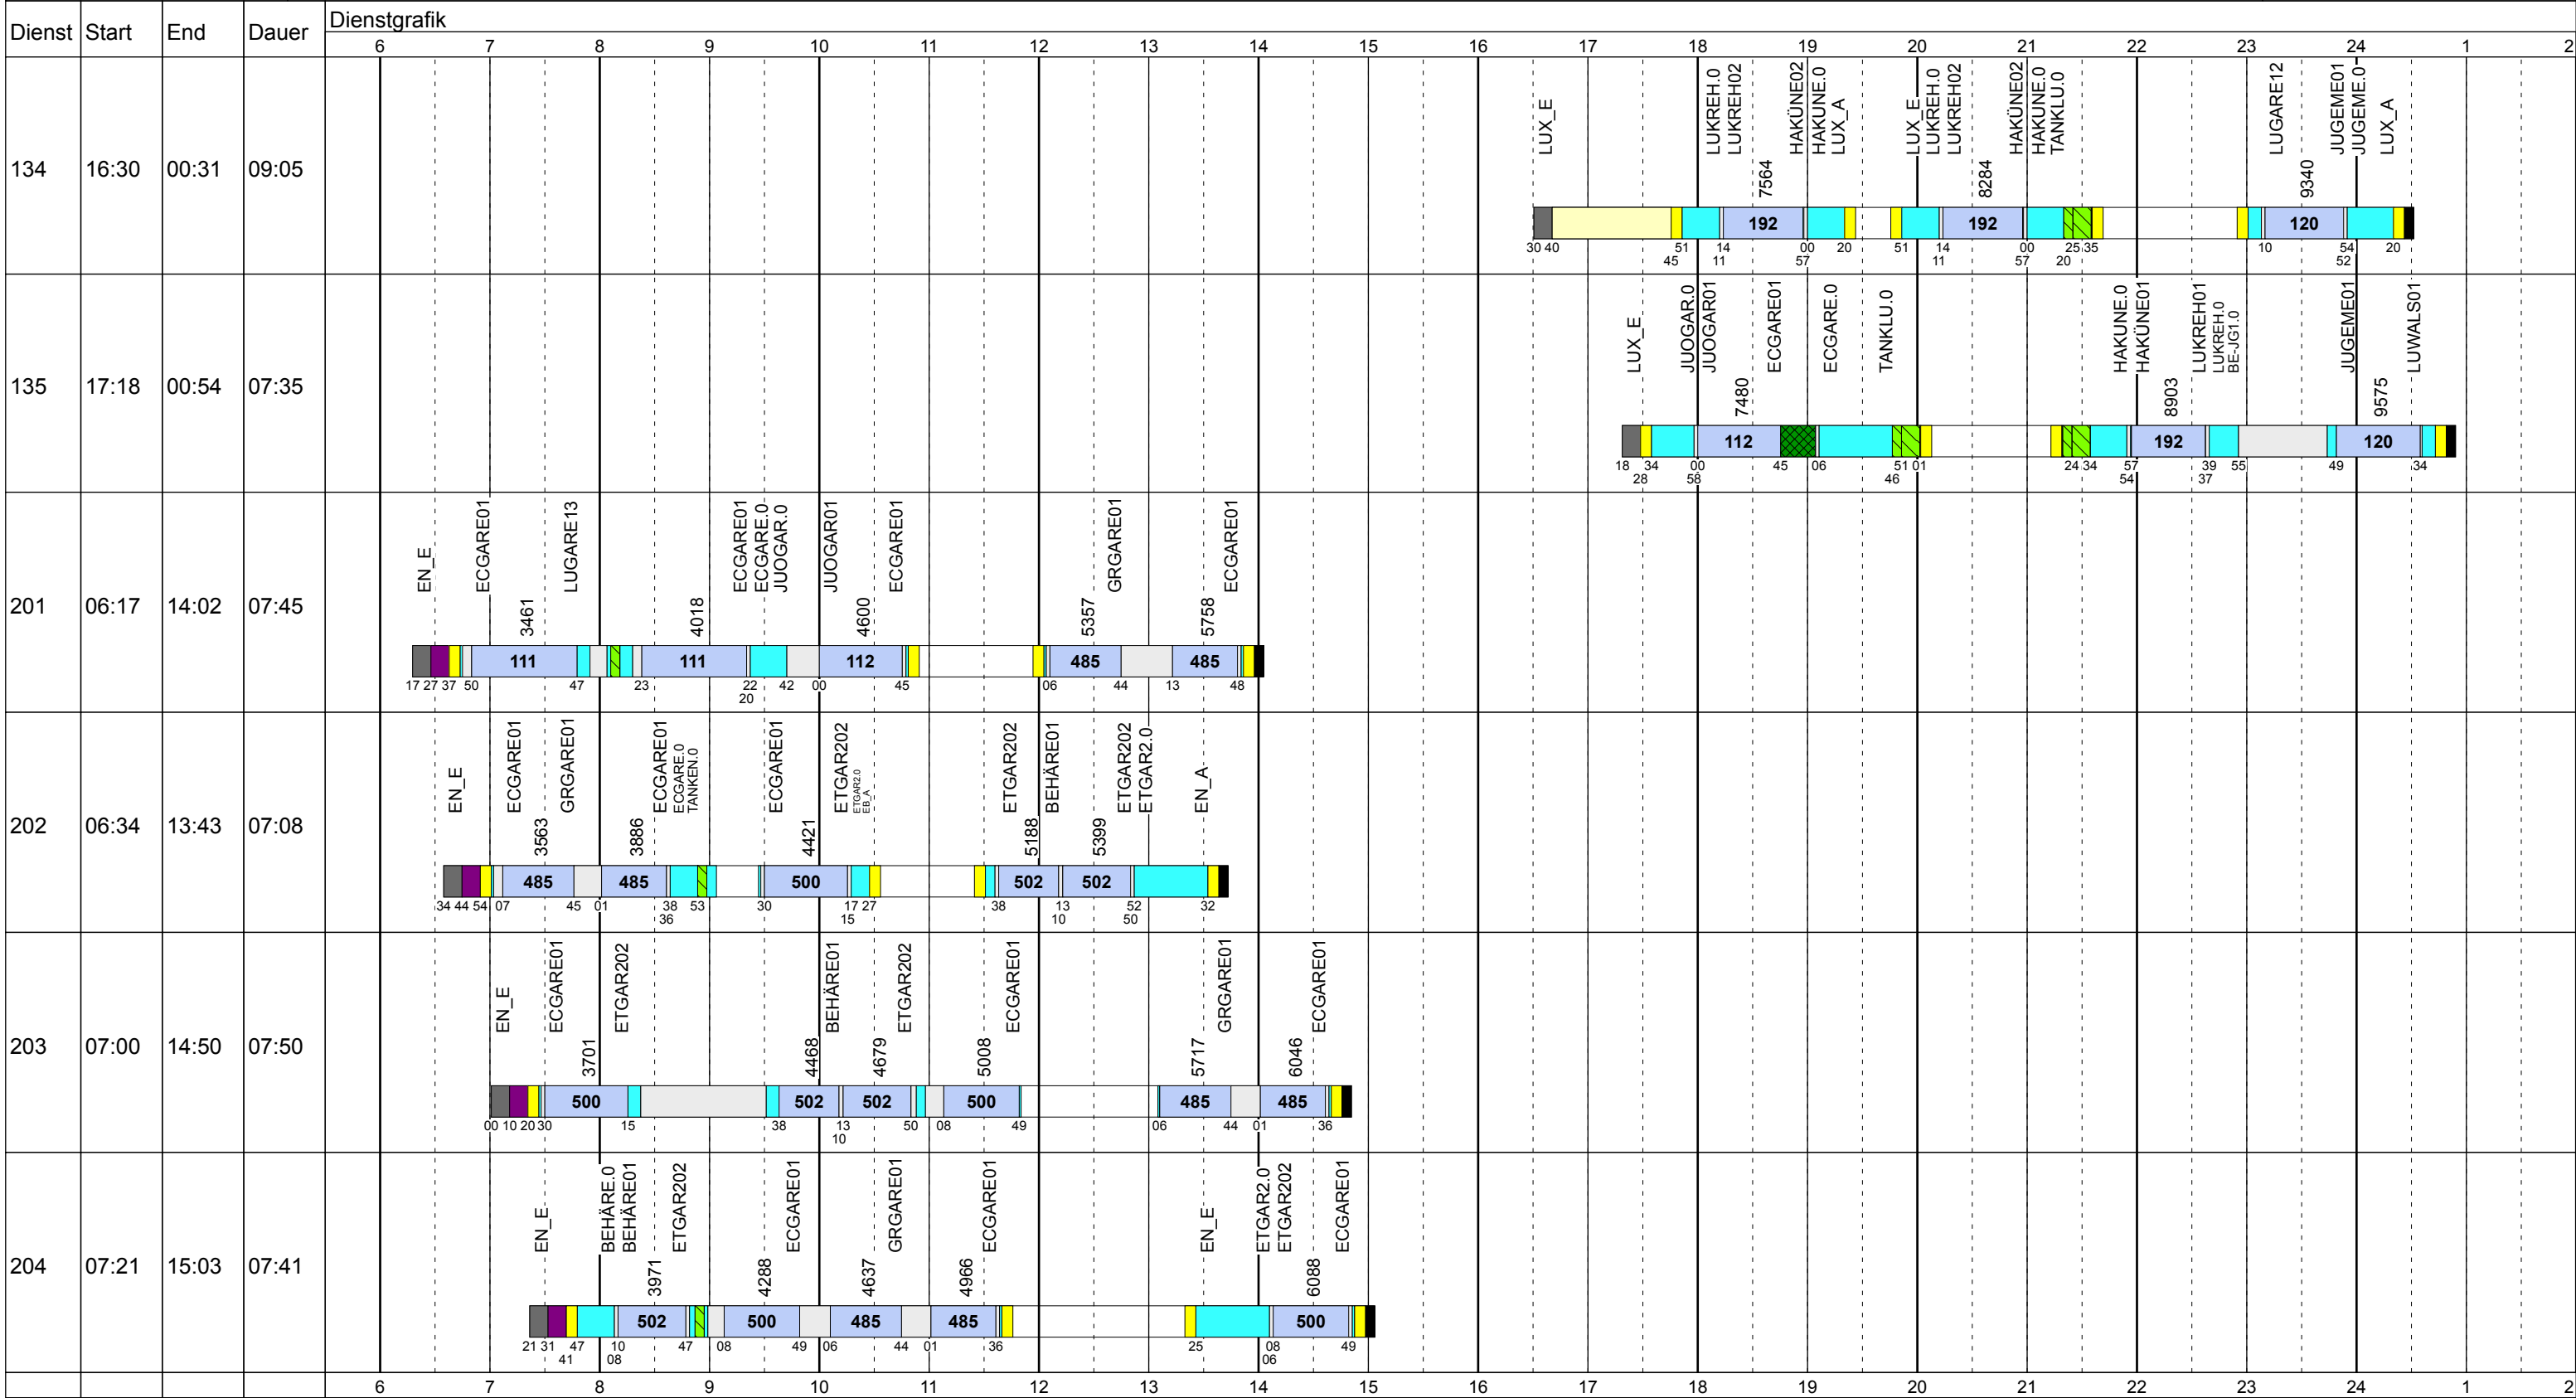 Dienst Start End Dauer Dienstgrafik
6 7 8 9 10 11 12 13 14 15 16 17 18 19 20 21 22 23 24 1 2
134 16:30 00:31 09:05
LUX_E LUKREH.0 LUKREH02 HAKÜNE02 HAKÜNE.0 LUX_A LUX_E LUKREH.0 LUKREH02 HAKÜNE02 HAKÜNE.0 TANKLU.0 LUGARE12 JUGEME01 JUGEME.0 LUX_A
7564 8284 9340
192 192 120
30 40 51 14 00 20 51 14 00 25 35 10 54 20
45 11 57 11 57 20 52
135 17:18 00:54 07:35
LUX_E JUOGAR.0 JUOGAR01 ECGARE01 ECGARE.0 TANKLU.0 HAKÜNE.0 HAKÜNE01 LUKREH01 LUKREH.0 BE-JG1.0 JUGEME01 LUWALS01
7480 8903 9575
112 192 120
18 34 00 45 06 51 01 24 34 57 39 55 49 34
28 58 46 54 37
201 06:17 14:02 07:45
EN_E ECGARE01 LUGARE13 ECGARE01 ECGARE.0 JUOGAR.0 JUOGAR01 ECGARE01 GRGARE01 ECGARE01
3461 4018 4600 5357 5758
111 111 112 485 485
17 27 37 50 47 23 22 42 00 45 06 44 13 48
20
202 06:34 13:43 07:08
EN_E ECGARE01 GRGARE01 ECGARE01 ECGARE.0 TANKEN.0 ECGARE01 ETGAR202 ETGAR2.0 EB_A ETGAR202 BEHÄRE01 ETGAR202 ETGAR2.0 EN_A
3563 3886 4421 5188 5399
485 485 500 502 502
34 44 54 07 45 01 38 53 30 17 27 38 13 52 32
36 15 10 50
203 07:00 14:50 07:50
EN_E ECGARE01 ETGAR202 BEHÄRE01 ETGAR202 ECGARE01 GRGARE01 ECGARE01
3701 4468 4679 5008 5717 6046
500 502 502 500 485 485
00 10 20 30 15 38 13 50 08 49 06 44 01 36
10
204 07:21 15:03 07:41
EN_E BEHÄRE.0 BEHÄRE01 ETGAR202 ECGARE01 GRGARE01 ECGARE01 EN_E ETGAR2.0 ETGAR202 ECGARE01
3971 4288 4637 4966 6088
502 500 485 485 500
21 31 47 10 47 08 49 06 44 01 36 25 08 49
41 08 06
6 7 8 9 10 11 12 13 14 15 16 17 18 19 20 21 22 23 24 1 2